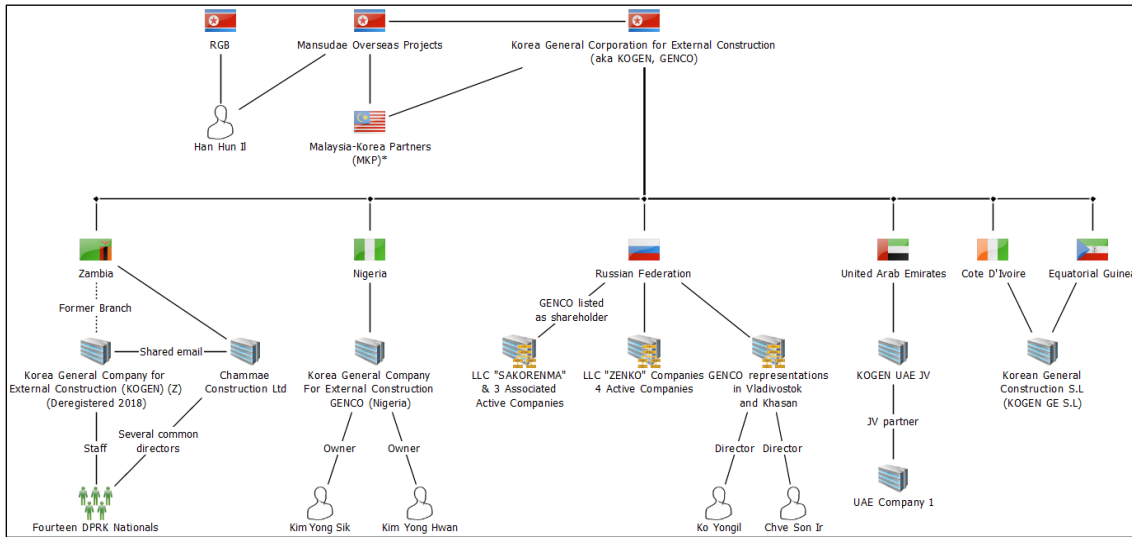 RGB
Mansudae Overseas Projects
Korea General Corporation for External Construction
(aka KOGEN, GENCO)
Han Hun Il
Malaysia-Korea Partners
(MKP)*
Zambia
Nigeria
Russian Federation
United Arab Emirates
Cote D'Ivoire
Equatorial Guinea
Former Branch
GENCO listed
as shareholder
Shared email
Korea General Company for
External Construction (KOGEN) (Z)
(Deregistered 2018)
Chammae
Construction Ltd
Korea General Company
For External Construction
GENCO (Nigeria)
LLC "SAKORENMA"
& 3 Associated
Active Companies
LLC "ZENKO" Companies
4 Active Companies
GENCO representations
in Vladivostok
and Khasan
KOGEN UAE JV
Korean General
Construction S.L
(KOGEN GE S.L)
Staff
Several common
directors
Owner
Owner
Director
Director
JV partner
Fourteen DPRK Nationals
Kim Yong Sik
Kim Yong Hwan
Ko Yongil
Chve Son Ir
UAE Company 1